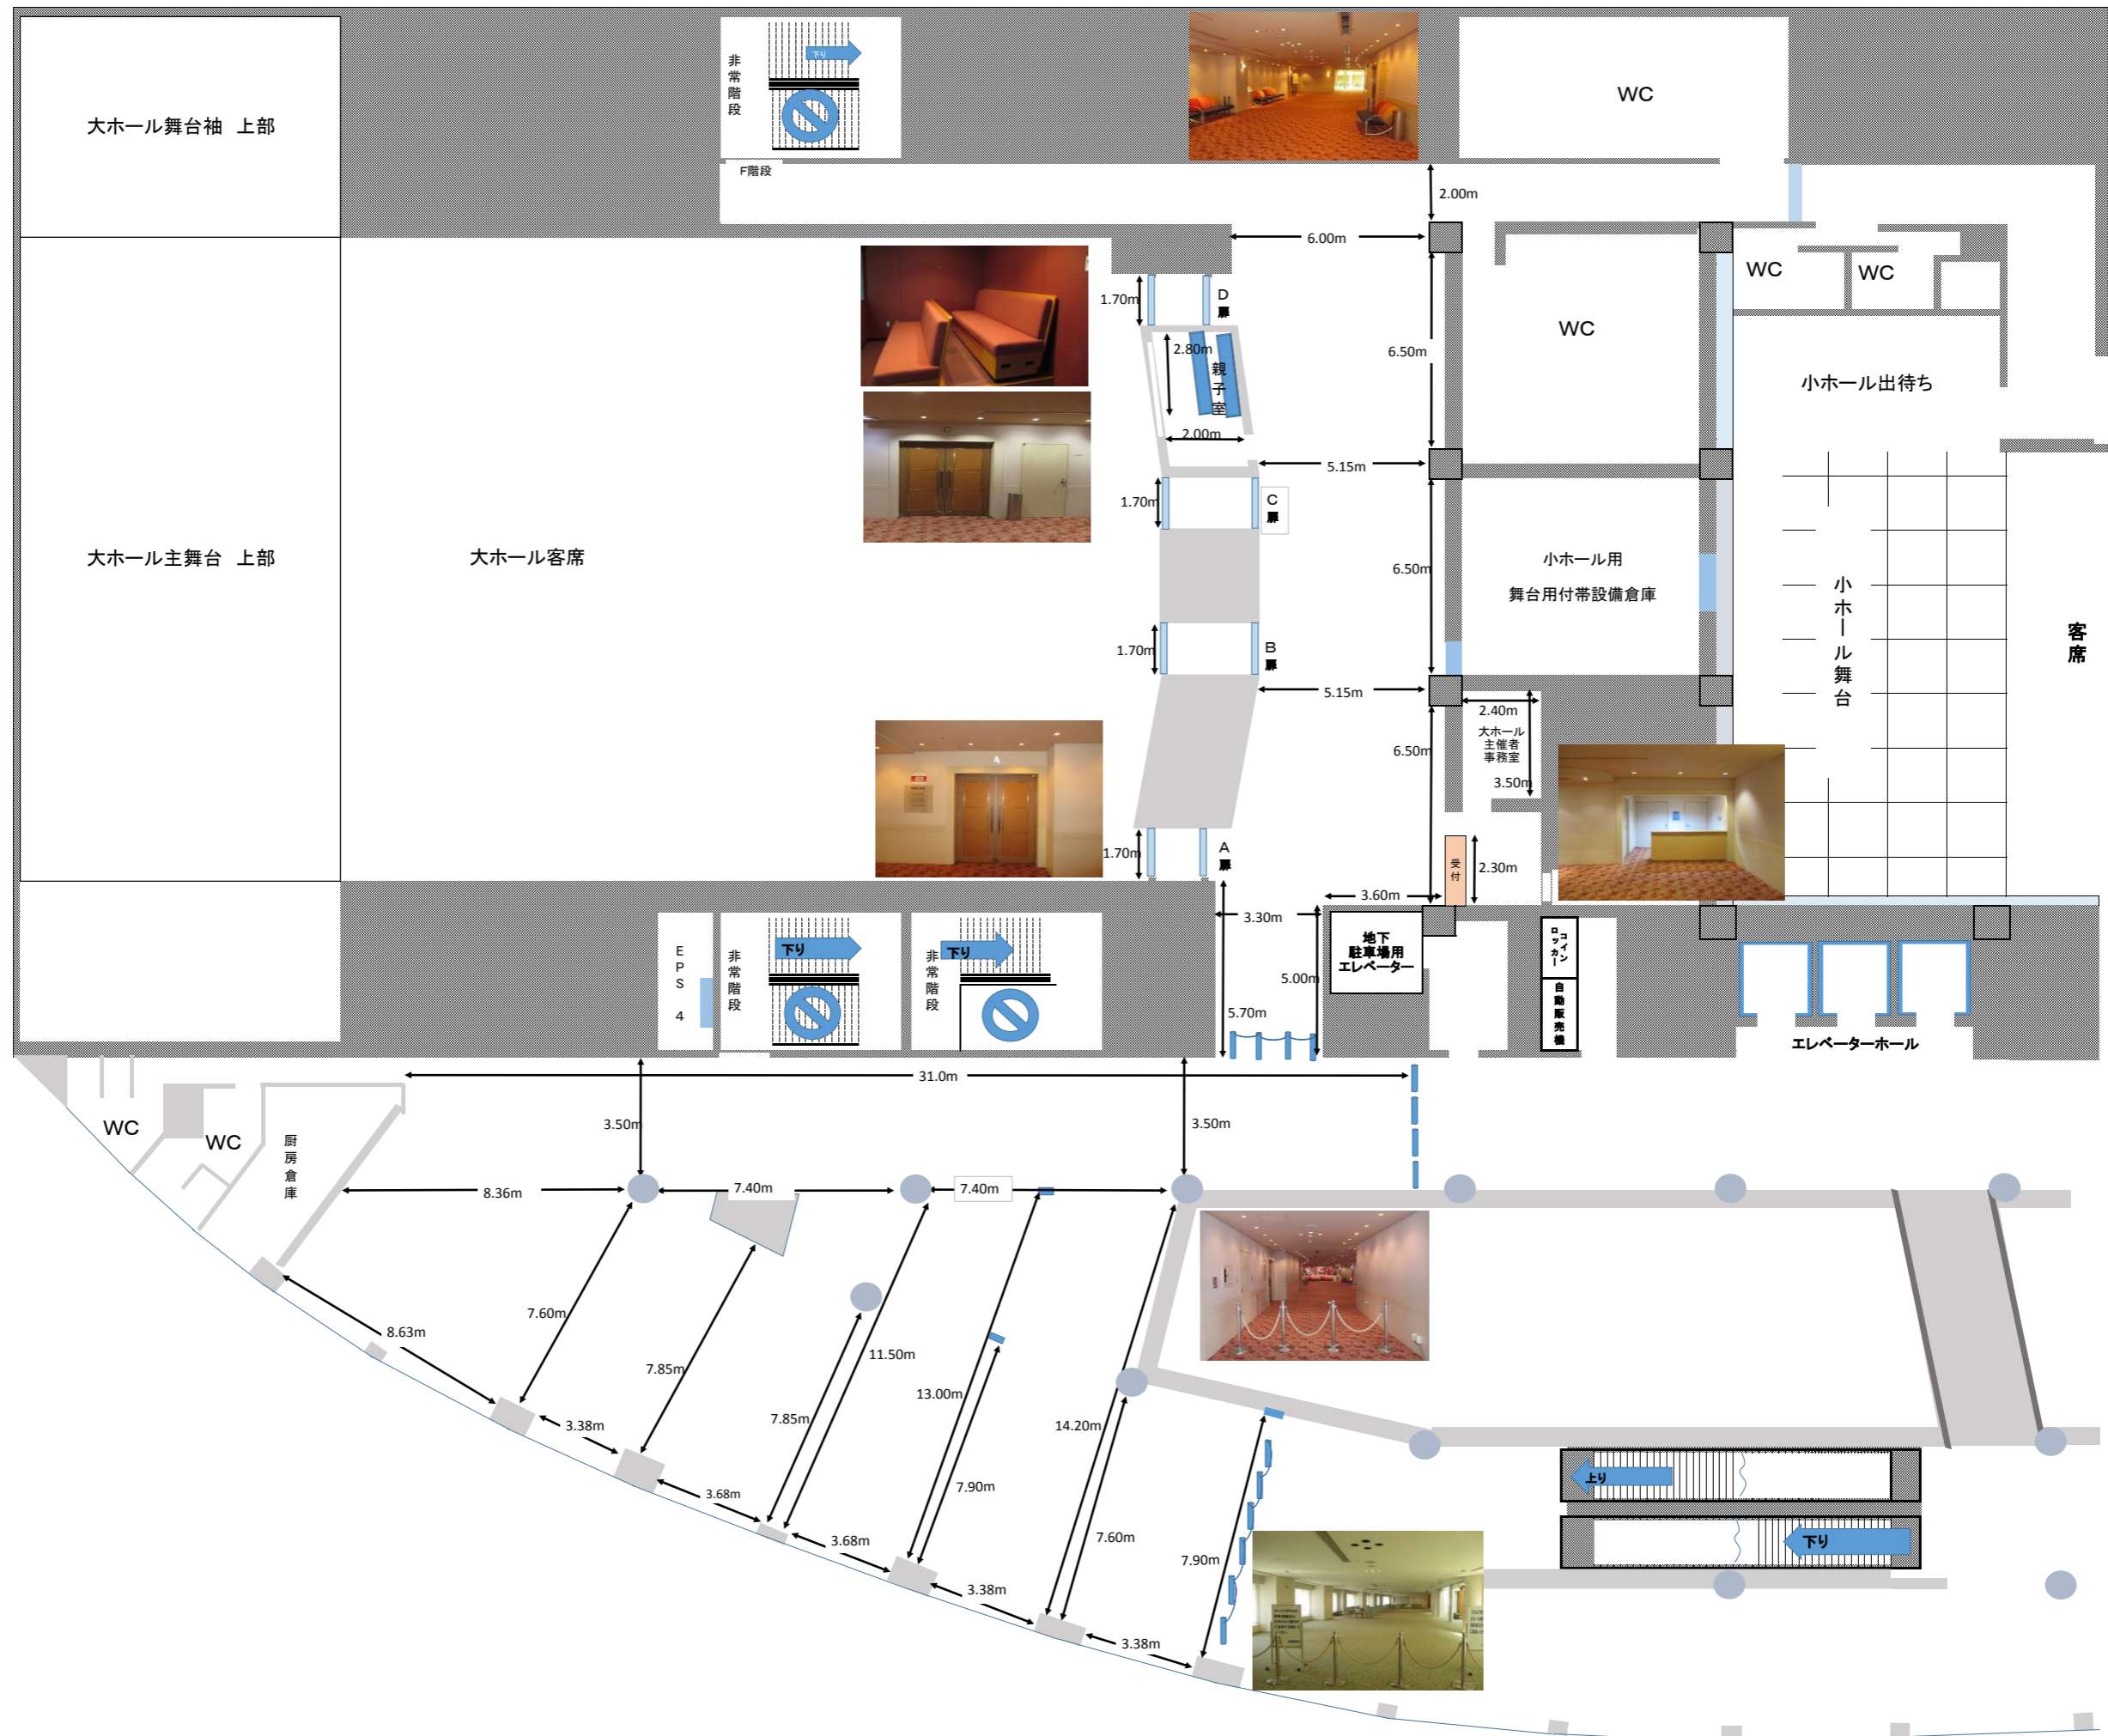 大ホール舞台袖 上部
非常階段
下り
F階段
WC
2.00m
6.00m
1.70m
D扉
WC
WC
WC
2.80m
親子室
2.00m
6.50m
小ホール出待ち
5.15m
1.70m
C扉
大ホール主舞台 上部
大ホール客席
6.50m
小ホール用
舞台用付帯設備倉庫
小ホール舞台
客席
1.70m
B扉
5.15m
2.40m
大ホール
主催者
事務室
6.50m
3.50m
1.70m
A扉
受付
2.30m
3.60m
3.30m
EPS 4
非常階段
下り
非常階段
下り
地下
駐車場用
エレベーター
コイン
ロッカー
自動販売機
5.00m
5.70m
エレベーターホール
31.0m
3.50m
3.50m
WC
WC
厨房倉庫
8.36m
7.40m
7.40m
7.60m
8.63m
7.85m
11.50m
13.00m
14.20m
7.85m
3.38m
7.90m
3.68m
7.60m
3.68m
7.90m
3.38m
3.38m
上り
下り